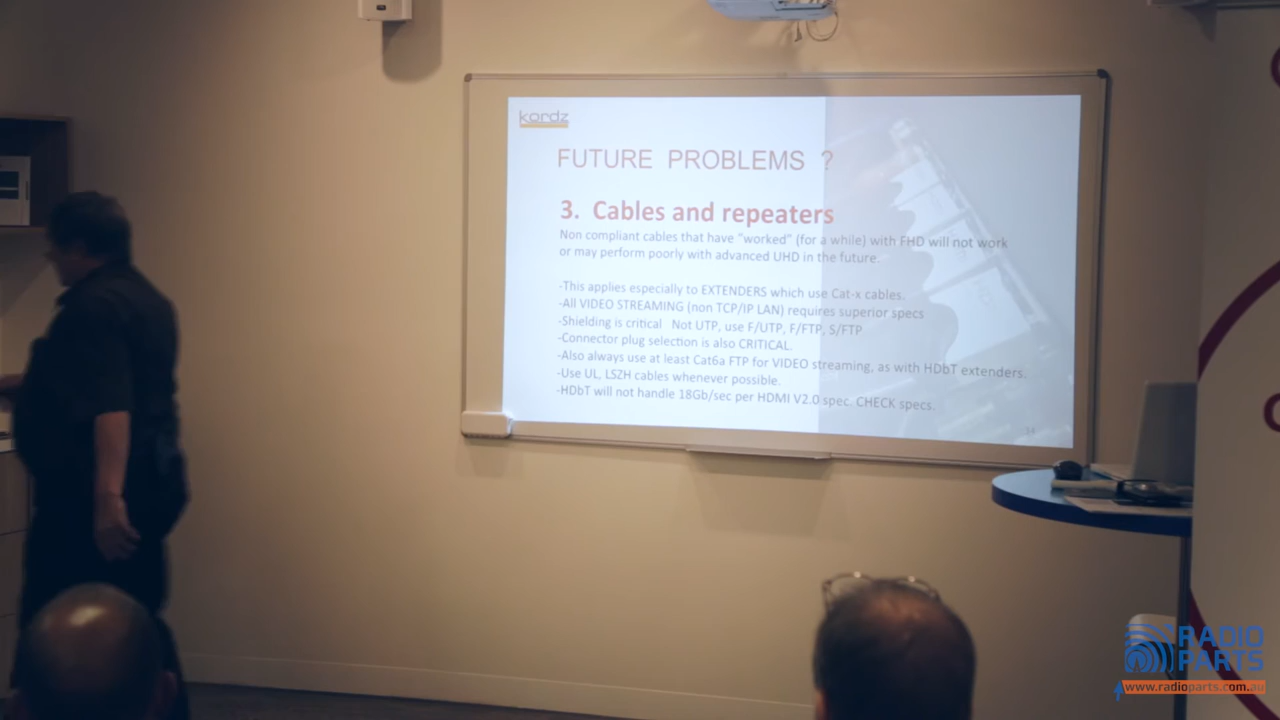 kordz
FUTURE PROBLEMS ?
3. Cables and repeaters
Non compliant cables that have "worked" (for a while) with FHD will not work
or may perform poorly with advanced UHD in the future.
-This applies especially to EXTENDERS which use Cat-x cables.
-All VIDEO STREAMING (non TCP/IP LAN) requires superior specs
-Shielding is critical Not UTP, use F/UTP, F/FTP, S/FTP
-Connector plug selection is also CRITICAL.
-Also always use at least Cat6a FTP for VIDEO streaming, as with HDbT extenders.
-Use UL, LSZH cables whenever possible.
-HDbT will not handle 18Gb/sec per HDMI V2.0 spec. CHECK specs.
14
RADIO
PARTS
www.radioparts.com.au